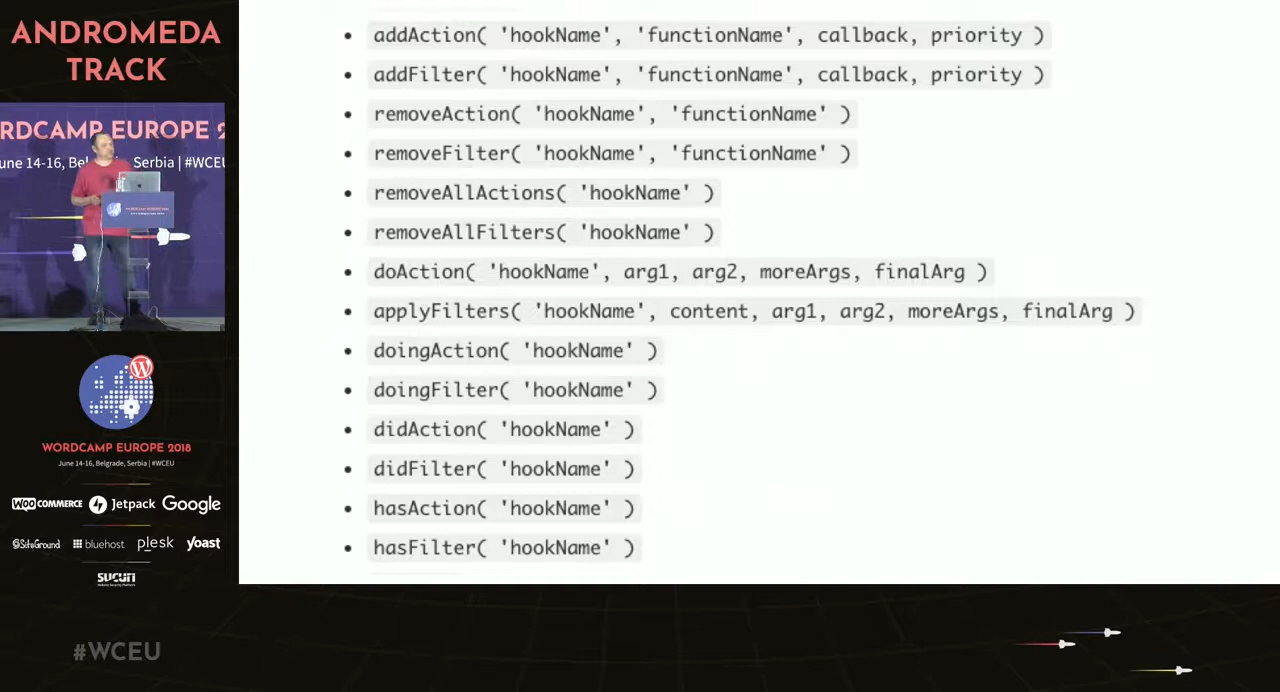 ANDROMEDA
TRACK
RDCAMP EUROPE 2
une 14-16, Bel Serbia | #WCEU
WORDCAMP EUROPE 2018
June 14-16, Belgrade, Serbia | #WCEU
WOO COMMERCE Jetpack Google
SiteGround bluehost plesk yoast
SUCURI
#WCEU
• addAction( 'hookName', 'functionName', callback, priority )
• addFilter( 'hookName', 'functionName', callback, priority )
• removeAction( 'hookName', 'functionName' )
• removeFilter( 'hookName', 'functionName' )
• removeAllActions( 'hookName' )
• removeAllFilters( 'hookName' )
• doAction( 'hookName', arg1, arg2, moreArgs, finalArg )
• applyFilters( 'hookName', content, arg1, arg2, moreArgs, finalArg )
• doingAction( 'hookName' )
• doingFilter( 'hookName' )
• didAction( 'hookName' )
• didFilter( 'hookName' )
• hasAction( 'hookName' )
• hasFilter( 'hookName' )